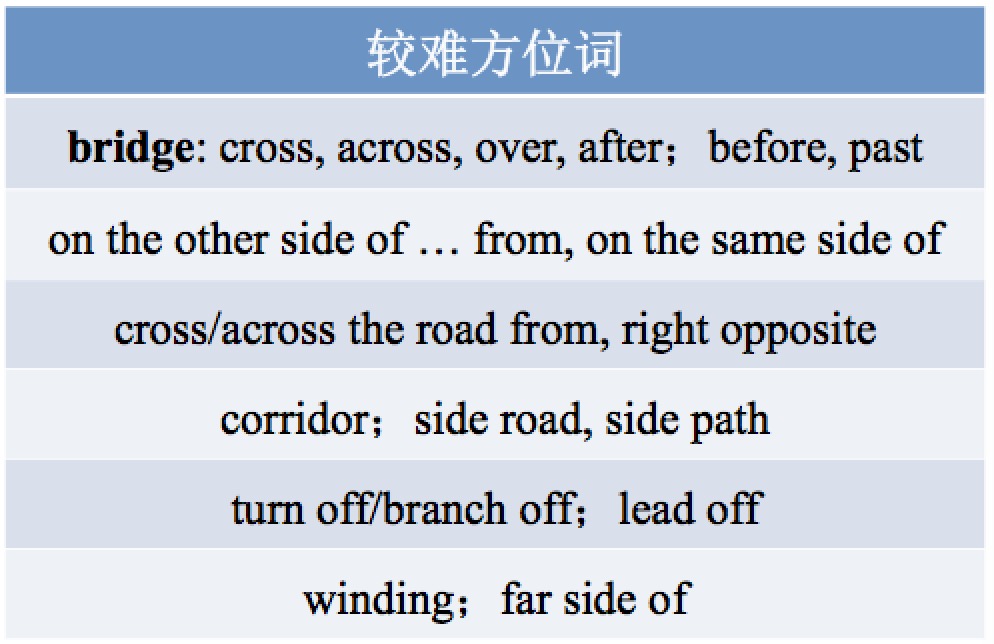 较难方位词
bridge: cross, across, over, after； before, past
on the other side of … from, on the same side of
cross/across the road from, right opposite
corridor； side road, side path
turn off/branch off； lead off
winding； far side of